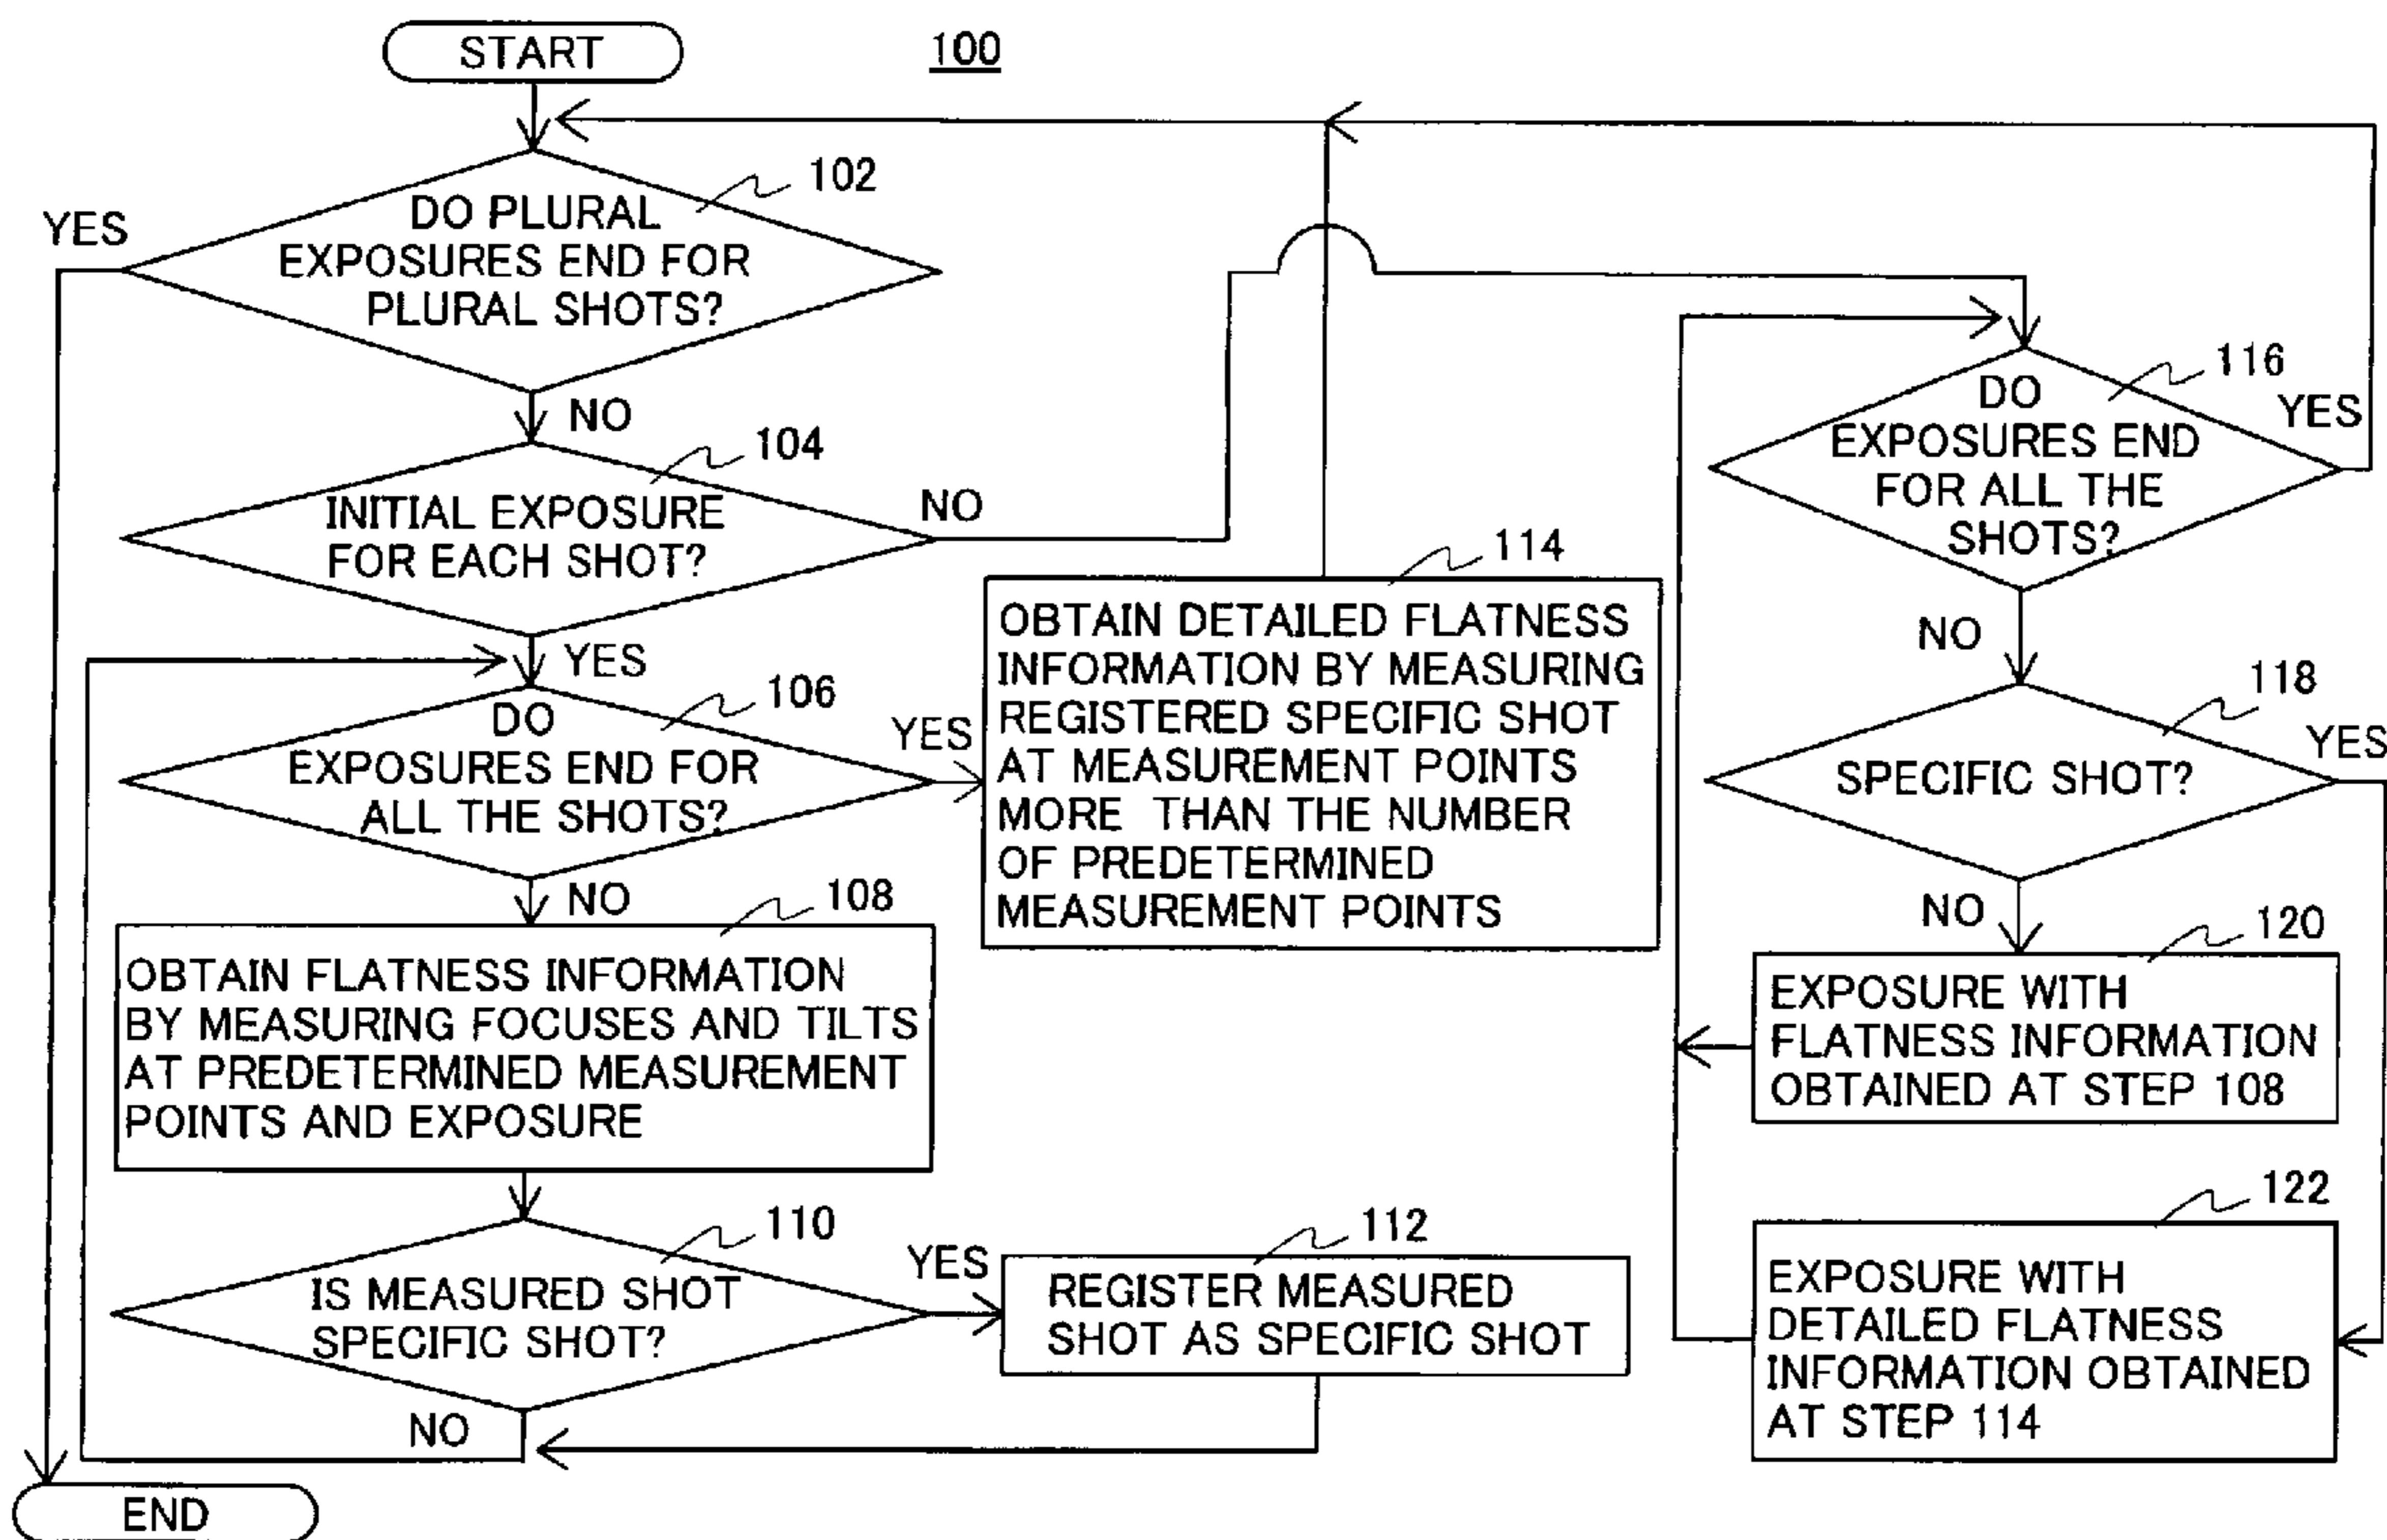 START
100
102
DO PLURAL
EXPOSURES END FOR
PLURAL SHOTS?
YES
NO
104
INITIAL EXPOSURE
FOR EACH SHOT?
NO
YES
106
DO
EXPOSURES END FOR
ALL THE SHOTS?
YES
NO
108
OBTAIN FLATNESS INFORMATION
BY MEASURING FOCUSES AND TILTS
AT PREDETERMINED MEASUREMENT
POINTS AND EXPOSURE
110
IS MEASURED SHOT
SPECIFIC SHOT?
YES
NO
112
REGISTER MEASURED
SHOT AS SPECIFIC SHOT
114
OBTAIN DETAILED FLATNESS
INFORMATION BY MEASURING
REGISTERED SPECIFIC SHOT
AT MEASUREMENT POINTS
MORE THAN THE NUMBER
OF PREDETERMINED
MEASUREMENT POINTS
116
DO
EXPOSURES END
FOR ALL THE
SHOTS?
YES
NO
118
SPECIFIC SHOT?
YES
NO
120
EXPOSURE WITH
FLATNESS INFORMATION
OBTAINED AT STEP 108
122
EXPOSURE WITH
DETAILED FLATNESS
INFORMATION OBTAINED
AT STEP 114
END